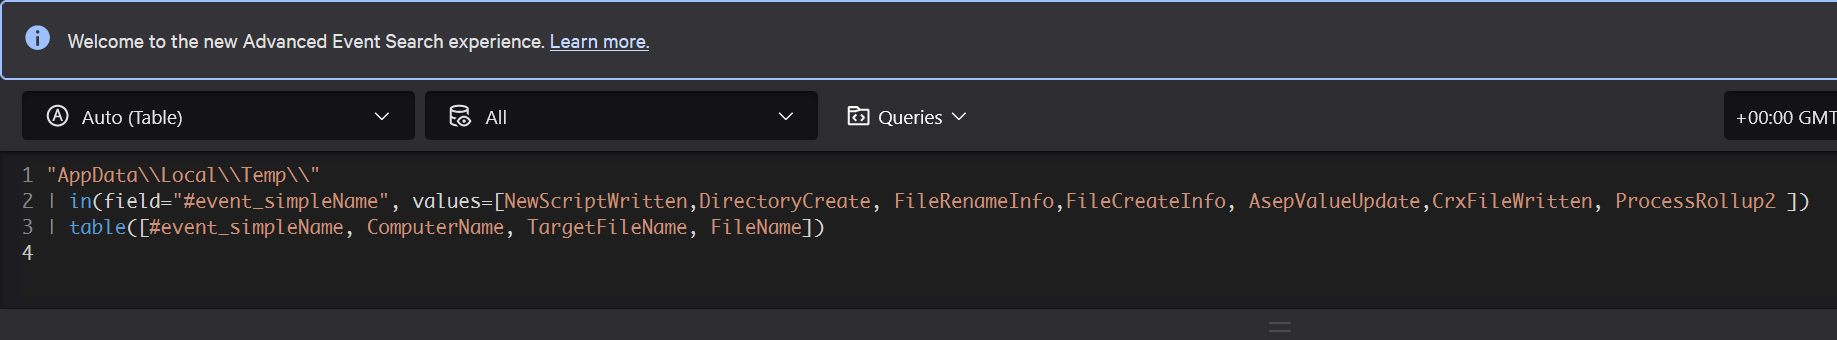 Welcome to the new Advanced Event Search experience. Learn more.
Auto (Table) All Queries +00:00 GMT
1 "AppData\\Local\\Temp\\"
2 | in(field="#event_simpleName", values=[NewScriptWritten,DirectoryCreate, FileRenameInfo,FileCreateInfo, AsepValueUpdate,CrxFileWritten, ProcessRollup2 ])
3 | table([#event_simpleName, ComputerName, TargetFileName, FileName])
4